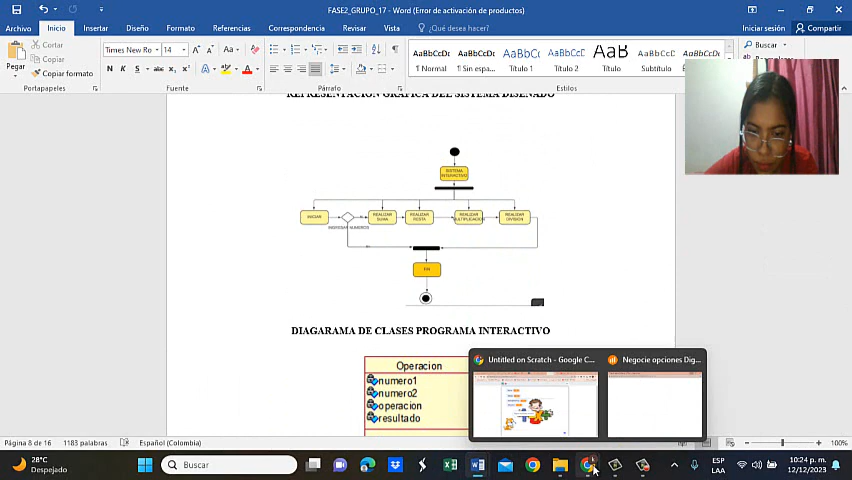 FASE2_GRUPO_17 - Word (Error de activación de productos)
Archivo Inicio Insertar Diseño Formato Referencias Correspondencia Revisar Vista ¿Qué desea hacer? Iniciar sesión Compartir
Cortar
Copiar
Copiar formato
Pegar
Times New Ro 14
N K S
AaBbCcDc AaBbCcDc AaBbCc AaBbCcD AaB AaBbCcD AaBbCcDc
¶ Normal ¶ Sin espa... Título 1 Título 2 Título Subtítulo
Buscar
Portapapeles Fuente Párrafo Estilos
REPRESENTACION GRAFICA DEL SISTEMA DISEÑADO
SISTEMA
INTERACTIVO
INICIAR
REALIZAR
SUMA
REALIZAR
RESTA
REALIZAR
MULTIPLICACION
REALIZAR
DIVISION
INGRESAR NUMEROS
FIN
DIAGARAMA DE CLASES PROGRAMA INTERACTIVO
Operacion
numero1
numero2
operacion
resultado
Untitled on Scratch - Google C...
Negocie opciones Dig...
Página 8 de 16 1183 palabras Español (Colombia) 100%
28°C
Despejado
Buscar
ESP
LAA
10:24 p. m.
12/12/2023